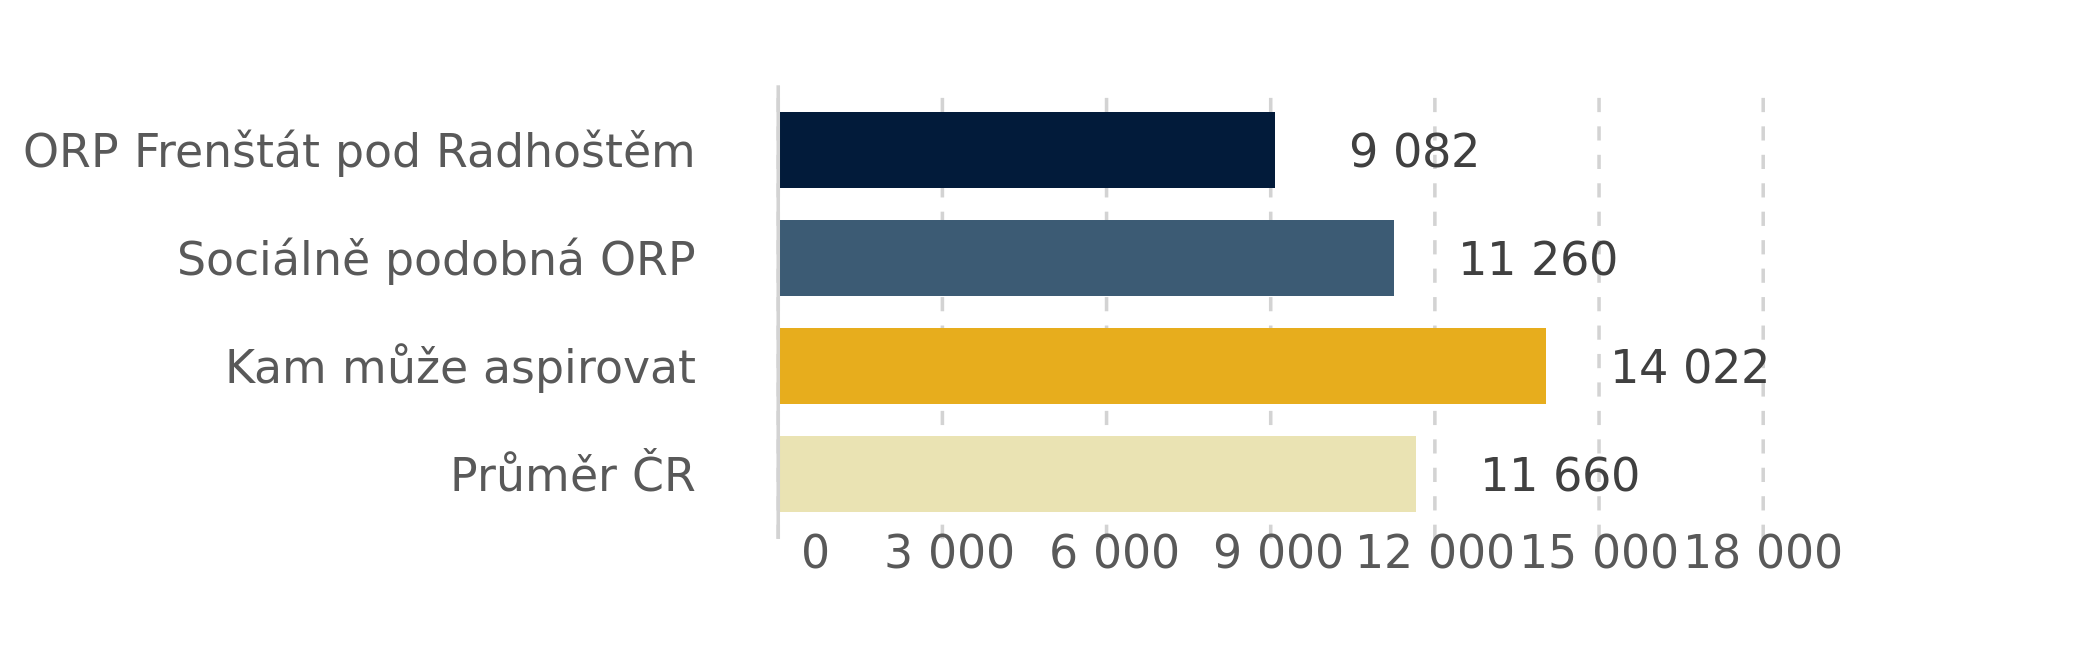 ORP Frenštát pod Radhoštěm 9 082
Sociálně podobná ORP 11 260
Kam může aspirovat 14 022
Průměr ČR 11 660
0 3 000 6 000 9 000 12 000 15 000 18 000